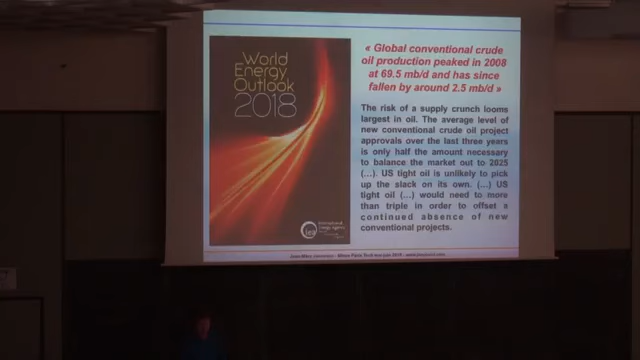 World
Energy
Outlook
2018
iea
International
Energy Agency
« Global conventional crude
oil production peaked in 2008
at 69.5 mb/d and has since
fallen by around 2.5 mb/d »
The risk of a supply crunch looms
largest in oil. The average level of
new conventional crude oil project
approvals over the last three years
is only half the amount necessary
to balance the market out to 2025
(…). US tight oil is unlikely to pick
up the slack on its own. (…) US
tight oil (…) would need to more
than triple in order to offset a
continued absence of new
conventional projects.